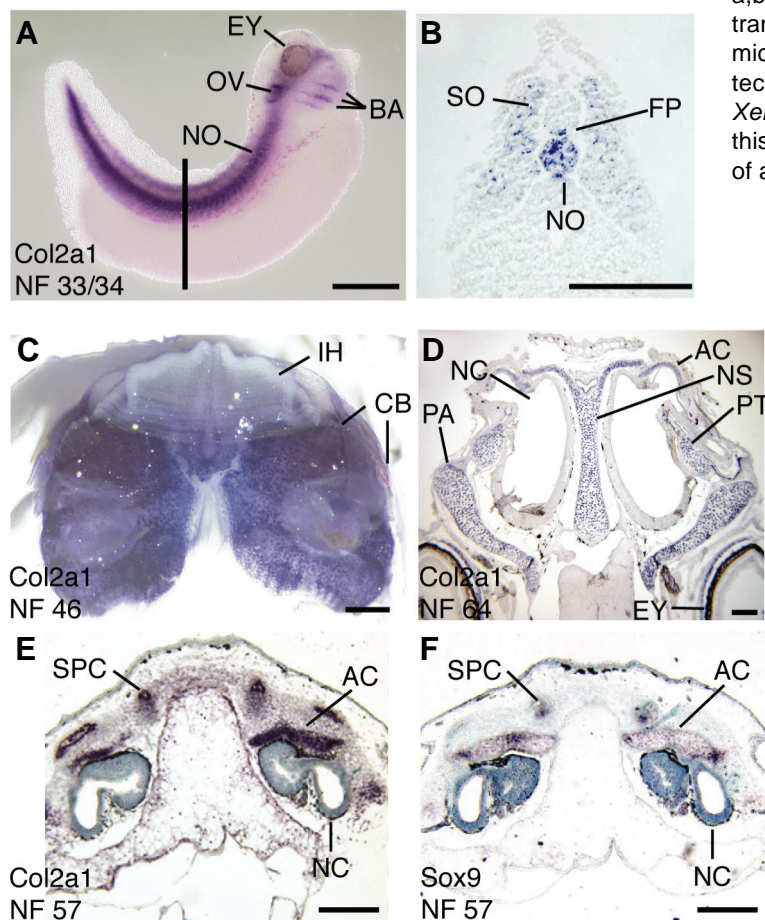 A
EY
OV
BA
NO
Col2a1
NF 33/34
B
SO
FP
NO
a,b
tran
mic
tec
Xe
this
of a
C
IH
CB
Col2a1
NF 46
D
NC
AC
NS
PA
PT
Col2a1
NF 64
EY
E
SPC
AC
NC
Col2a1
NF 57
F
SPC
AC
NC
Sox9
NF 57